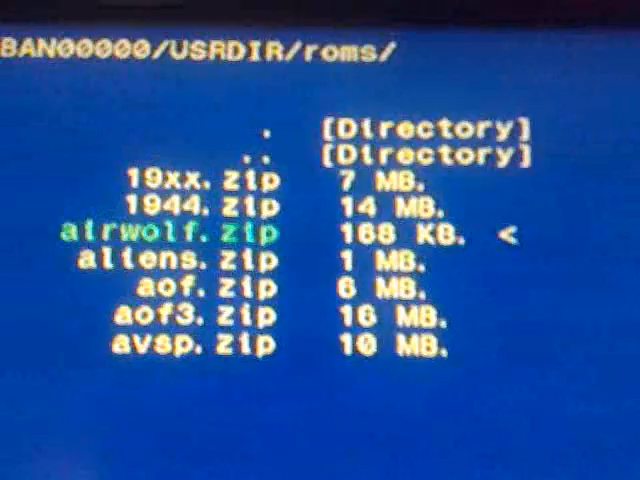 BAN00000/USRDIR/roms/
. [Directory]
.. [Directory]
19xx.zip 7 MB.
1944.zip 14 MB.
airwolf.zip 168 KB. <
aliens.zip 1 MB.
aof.zip 6 MB.
aof3.zip 16 MB.
avsp.zip 10 MB.